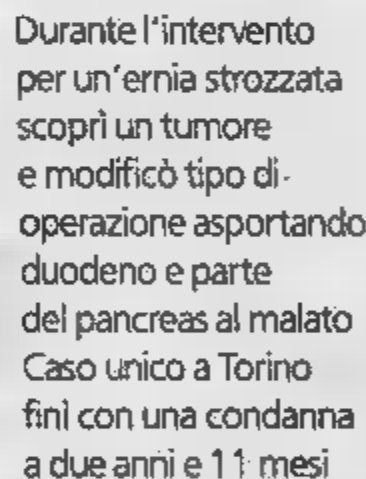 Durante l'intervento
per un'ernia strozzata
scoprì un tumore
e modificò tipo di
operazione asportando
duodeno e parte
del pancreas al malato
Caso unico a Torino
finì con una condanna
a due anni e 11 mesi